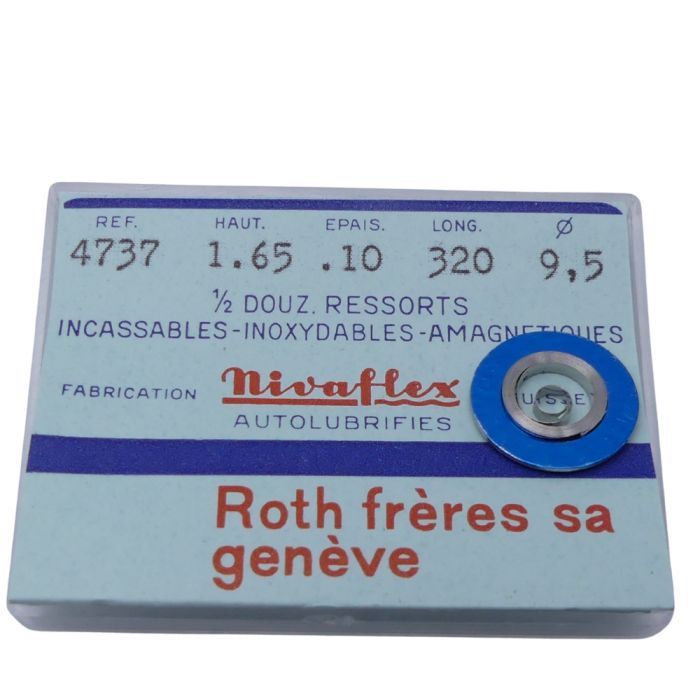 REF. HAUT. EPAIS. LONG. Ø
4737 1.65 .10 320 9,5
½ DOUZ. RESSORTS
INCASSABLES-INOXYDABLES-AMAGNETIQUES
FABRICATION nivaflex
AUTOLUBRIFIES
Roth frères sa
genève